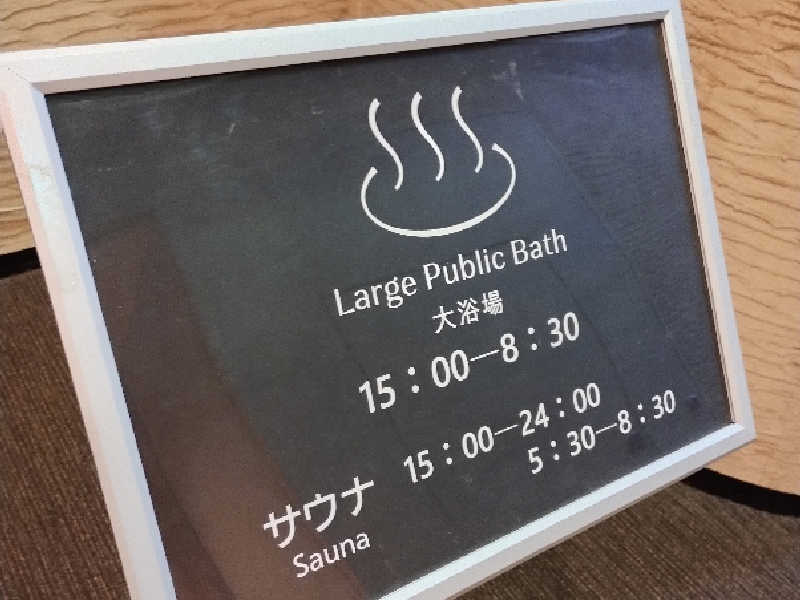 Large Public Bath
大浴場
15：00—8：30
サウナ 15：00—24：00
5：30—8：30
Sauna